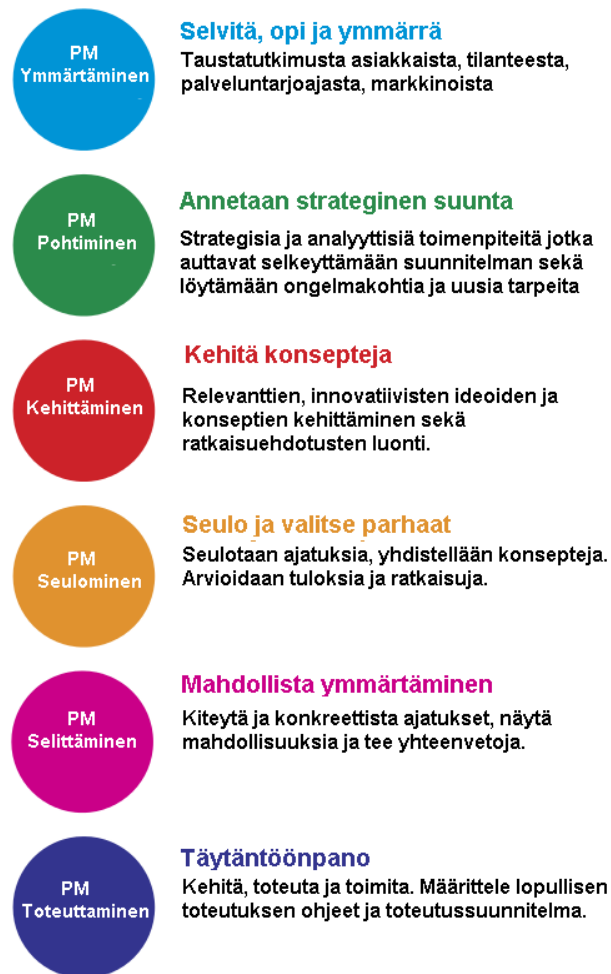 PM
Ymmärtäminen
Selvitä, opi ja ymmärrä
Taustatutkimusta asiakkaista, tilanteesta,
palveluntarjoajasta, markkinoista
PM
Pohtiminen
Annetaan strateginen suunta
Strategisia ja analyyttisiä toimenpiteitä jotka
auttavat selkeyttämään suunnitelman sekä
löytämään ongelmakohtia ja uusia tarpeita
PM
Kehittäminen
Kehitä konsepteja
Relevanttien, innovatiivisten ideoiden ja
konseptien kehittäminen sekä
ratkaisuehdotusten luonti.
PM
Seulominen
Seulo ja valitse parhaat
Seulotaan ajatuksia, yhdistellään konsepteja.
Arvioidaan tuloksia ja ratkaisuja.
PM
Selittäminen
Mahdollista ymmärtäminen
Kiteytä ja konkreettista ajatukset, näytä
mahdollisuuksia ja tee yhteenvetoja.
PM
Toteuttaminen
Täytäntöönpano
Kehitä, toteuta ja toimita. Määrittele lopullisen
toteutuksen ohjeet ja toteutussuunnitelma.